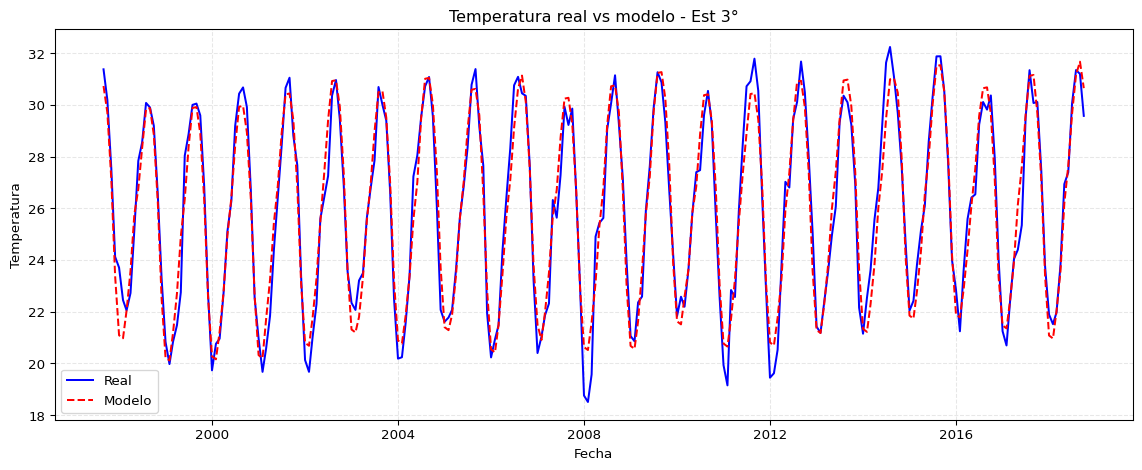 Temperatura real vs modelo - Est 3°
Temperatura
32
30
28
26
24
22
20
18
Real
Modelo
2000
2004
2008
2012
2016
Fecha